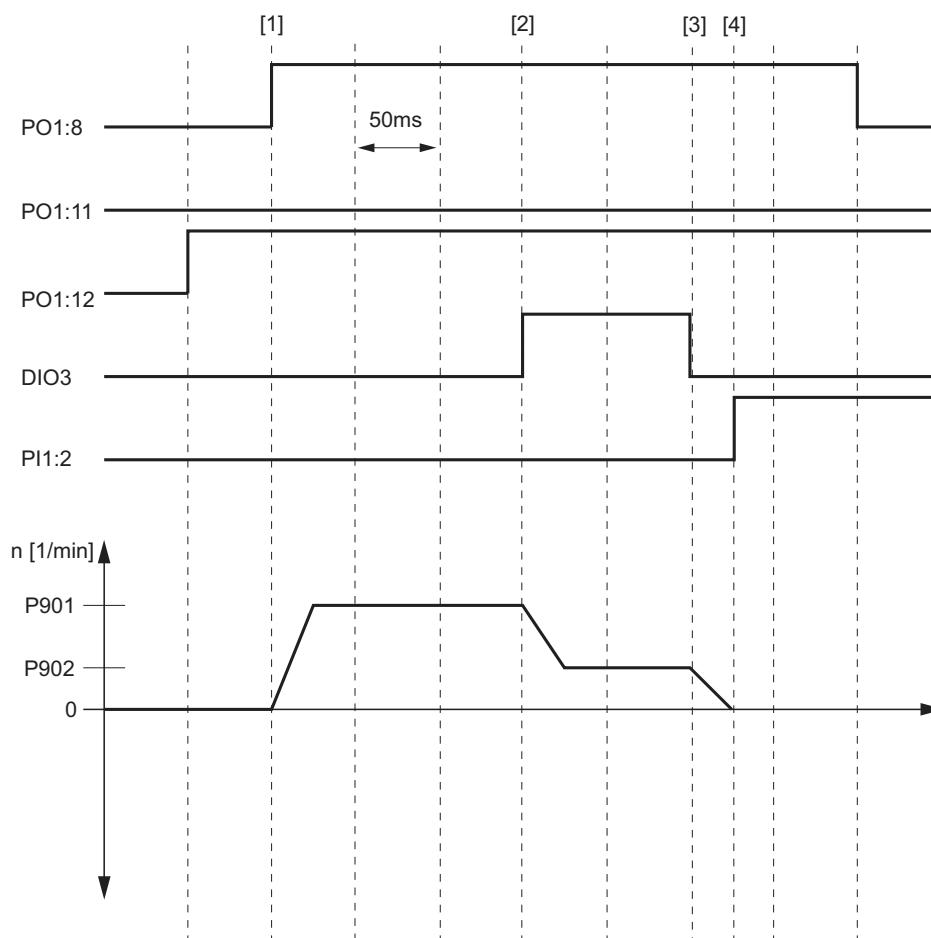 [1] [2] [3] [4]
PO1:8
50ms
PO1:11
PO1:12
DIO3
PI1:2
n [1/min]
P901
P902
0